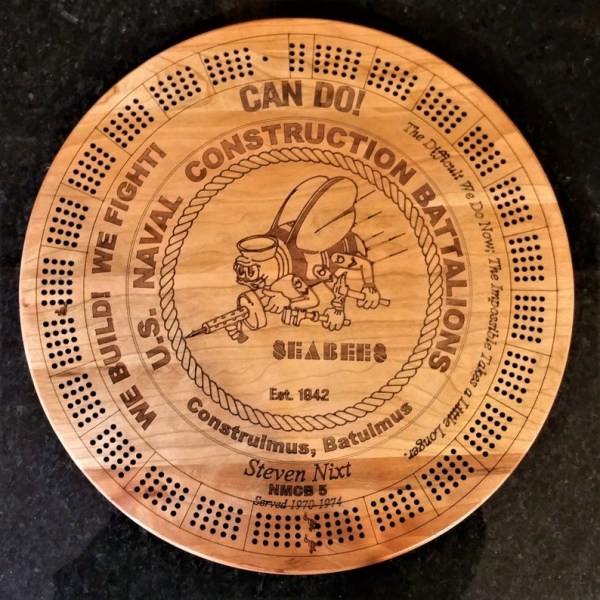 CAN DO!
WE BUILD! WE FIGHT!
U.S. NAVAL CONSTRUCTION BATTALIONS
The Difficult We Do Now; The Impossible Takes a Little Longer.
SEABEES
Est. 1942
Construimus, Batuimus
Steven Nixt
NMCB 5
Served 1970-1974